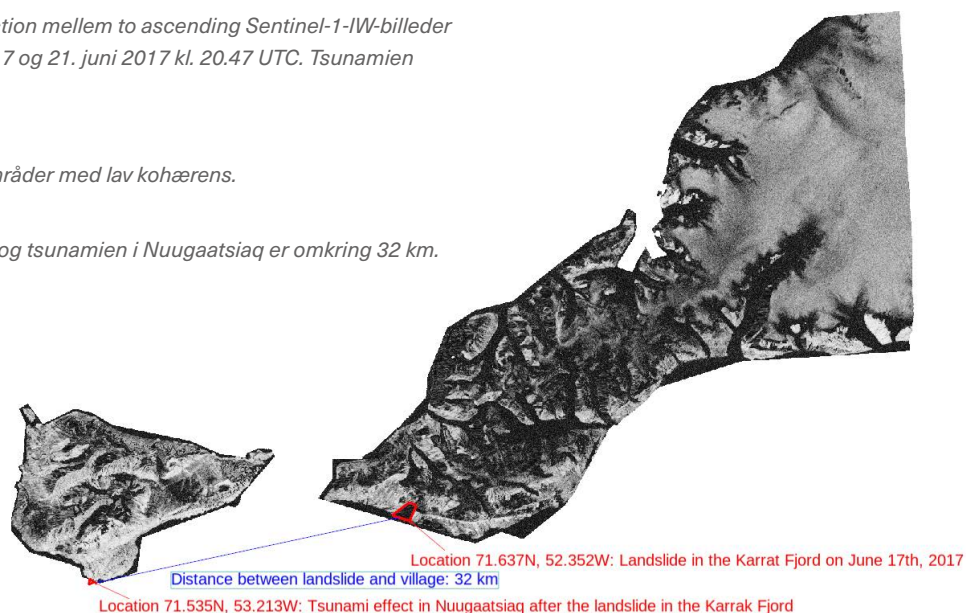 tion mellem to ascending Sentinel-1-IW-billeder
7 og 21. juni 2017 kl. 20.47 UTC. Tsunamien
råder med lav kohærens.
og tsunamien i Nuugaatsiaq er omkring 32 km.
Location 71.637N, 52.352W: Landslide in the Karrat Fjord on June 17th, 2017
Distance between landslide and village: 32 km
Location 71.535N, 53.213W: Tsunami effect in Nuugaatsiaq after the landslide in the Karrak Fjord